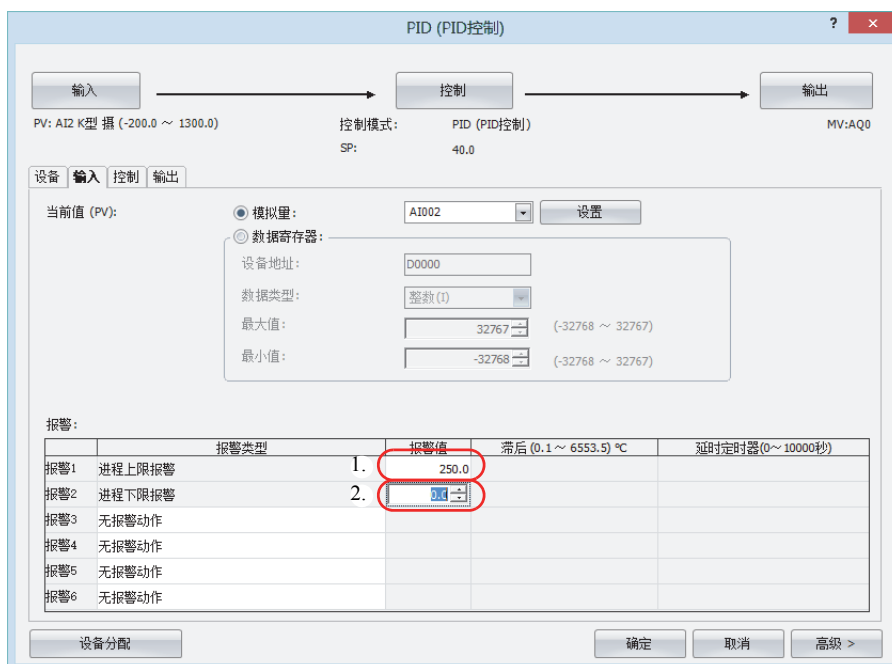 PID (PID控制)
?
×
输入
控制
输出
PV: AI2 K型 摄 (-200.0 ～ 1300.0)
控制模式: PID (PID控制)
MV:AQ0
SP: 40.0
设备 输入 控制 输出
当前值 (PV): 模拟量: AI002 设置
数据寄存器:
设备地址: D0000
数据类型: 整数(I)
最大值: 32767 (-32768 ～ 32767)
最小值: -32768 (-32768 ～ 32767)
报警:
报警类型 报警值 滞后 (0.1～ 6553.5) ℃ 延时定时器(0～ 10000秒)
报警1 进程上限报警 1. 250.0
报警2 进程下限报警 2. 0.0
报警3 无报警动作
报警4 无报警动作
报警5 无报警动作
报警6 无报警动作
设备分配 确定 取消 高级 >